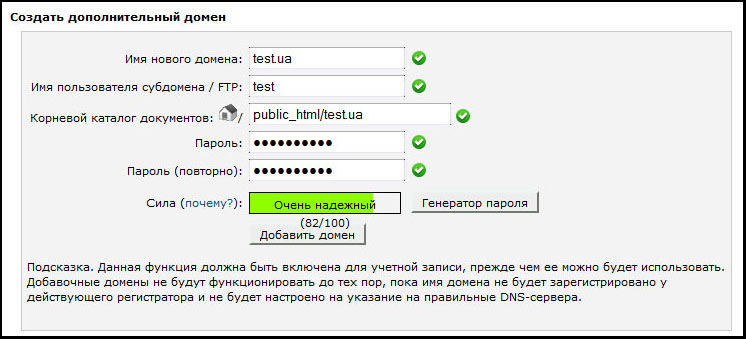 Создать дополнительный домен
Имя нового домена: test.ua
Имя пользователя субдомена / FTP: test
Корневой каталог документов: / public_html/test.ua
Пароль: ●●●●●●●●●●
Пароль (повторно): ●●●●●●●●●●
Сила (почему?): Очень надежный Генератор пароля
(82/100)
Добавить домен
Подсказка. Данная функция должна быть включена для учетной записи, прежде чем ее можно будет использовать.
Добавочные домены не будут функционировать до тех пор, пока имя домена не будет зарегистрировано у
действующего регистратора и не будет настроено на указание на правильные DNS-сервера.